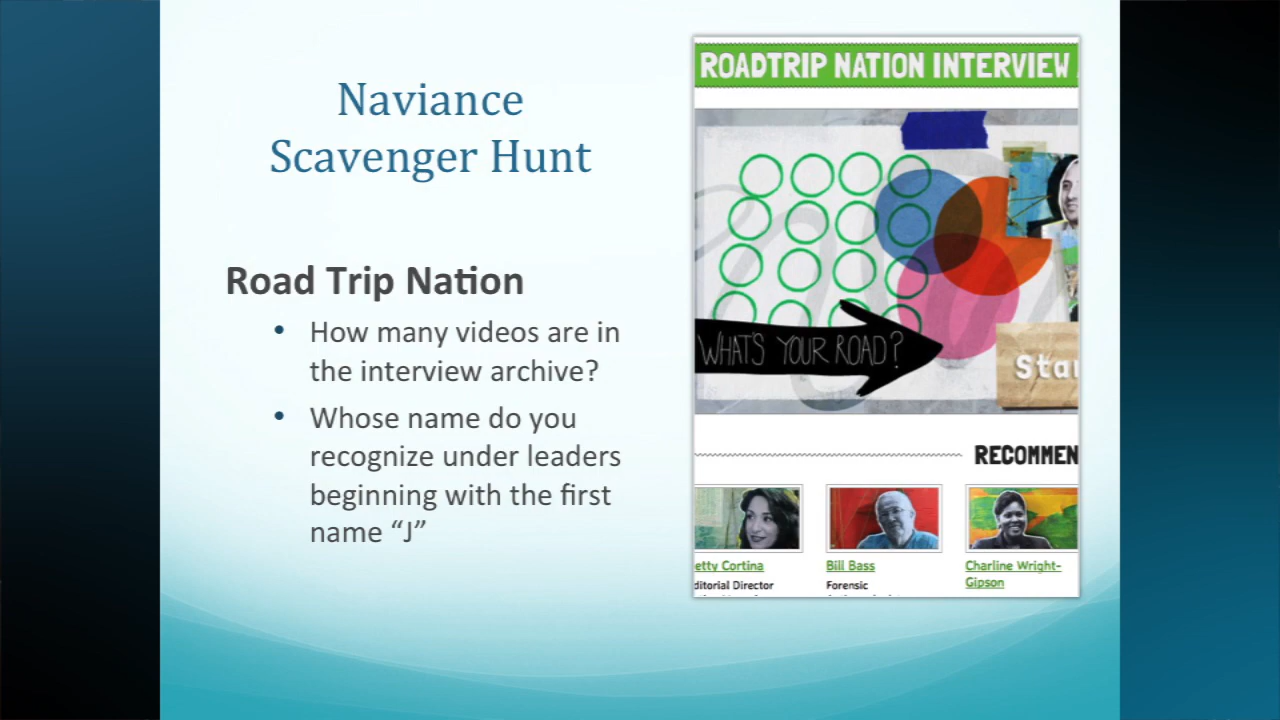 Naviance
Scavenger Hunt
Road Trip Nation
• How many videos are in
the interview archive?
• Whose name do you
recognize under leaders
beginning with the first
name “J”
ROADTRIP NATION INTERVIEW
WHAT'S YOUR ROAD?
Sta
RECOMMEN
etty Cortina
ditorial Director
Bill Bass
Forensic
Charline Wright-
Gipson